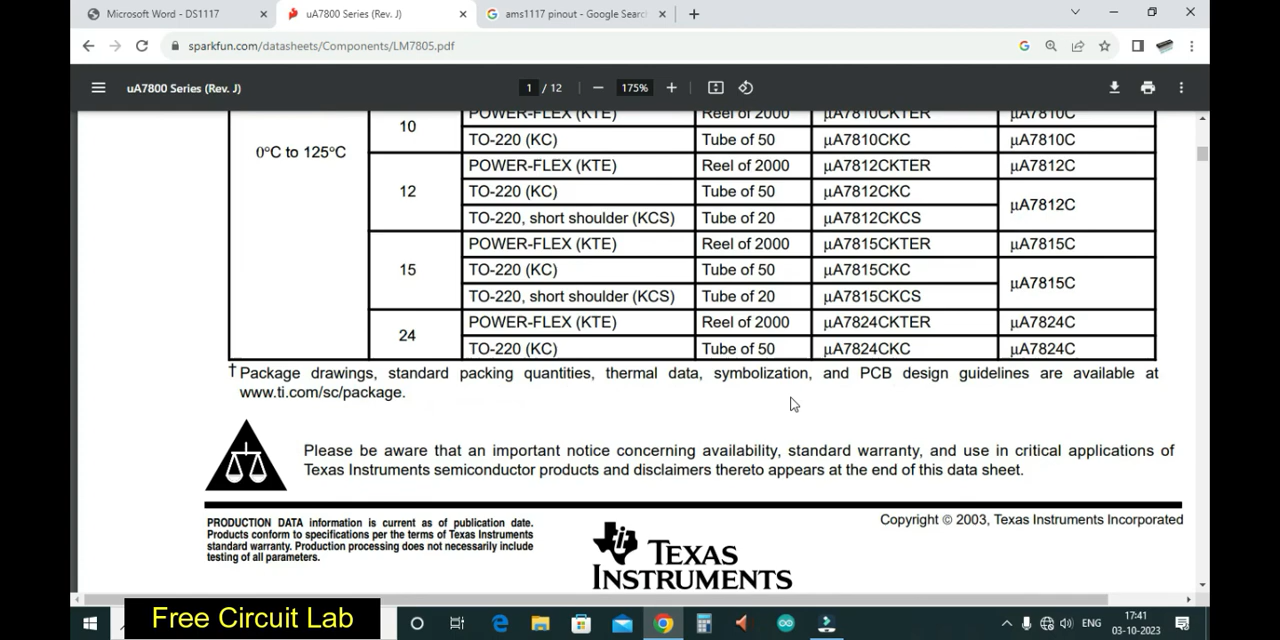 Microsoft Word - DS1117
uA7800 Series (Rev. J)
ams1117 pinout - Google Search
sparkfun.com/datasheets/Components/LM7805.pdf
uA7800 Series (Rev. J)
1 / 12
175%
POWER-FLEX (KTE) Reel of 2000 µA7810CKTER µA7810C
10
TO-220 (KC) Tube of 50 µA7810CKC µA7810C
0°C to 125°C
POWER-FLEX (KTE) Reel of 2000 µA7812CKTER µA7812C
12 TO-220 (KC) Tube of 50 µA7812CKC
µA7812C
TO-220, short shoulder (KCS) Tube of 20 µA7812CKCS
POWER-FLEX (KTE) Reel of 2000 µA7815CKTER µA7815C
15 TO-220 (KC) Tube of 50 µA7815CKC
µA7815C
TO-220, short shoulder (KCS) Tube of 20 µA7815CKCS
POWER-FLEX (KTE) Reel of 2000 µA7824CKTER µA7824C
24
TO-220 (KC) Tube of 50 µA7824CKC µA7824C
† Package drawings, standard packing quantities, thermal data, symbolization, and PCB design guidelines are available at
www.ti.com/sc/package.
Please be aware that an important notice concerning availability, standard warranty, and use in critical applications of
Texas Instruments semiconductor products and disclaimers thereto appears at the end of this data sheet.
PRODUCTION DATA information is current as of publication date.
Products conform to specifications per the terms of Texas Instruments
standard warranty. Production processing does not necessarily include
testing of all parameters.
Copyright © 2003, Texas Instruments Incorporated
TEXAS
INSTRUMENTS
Free Circuit Lab
ENG
17:41
03-10-2023